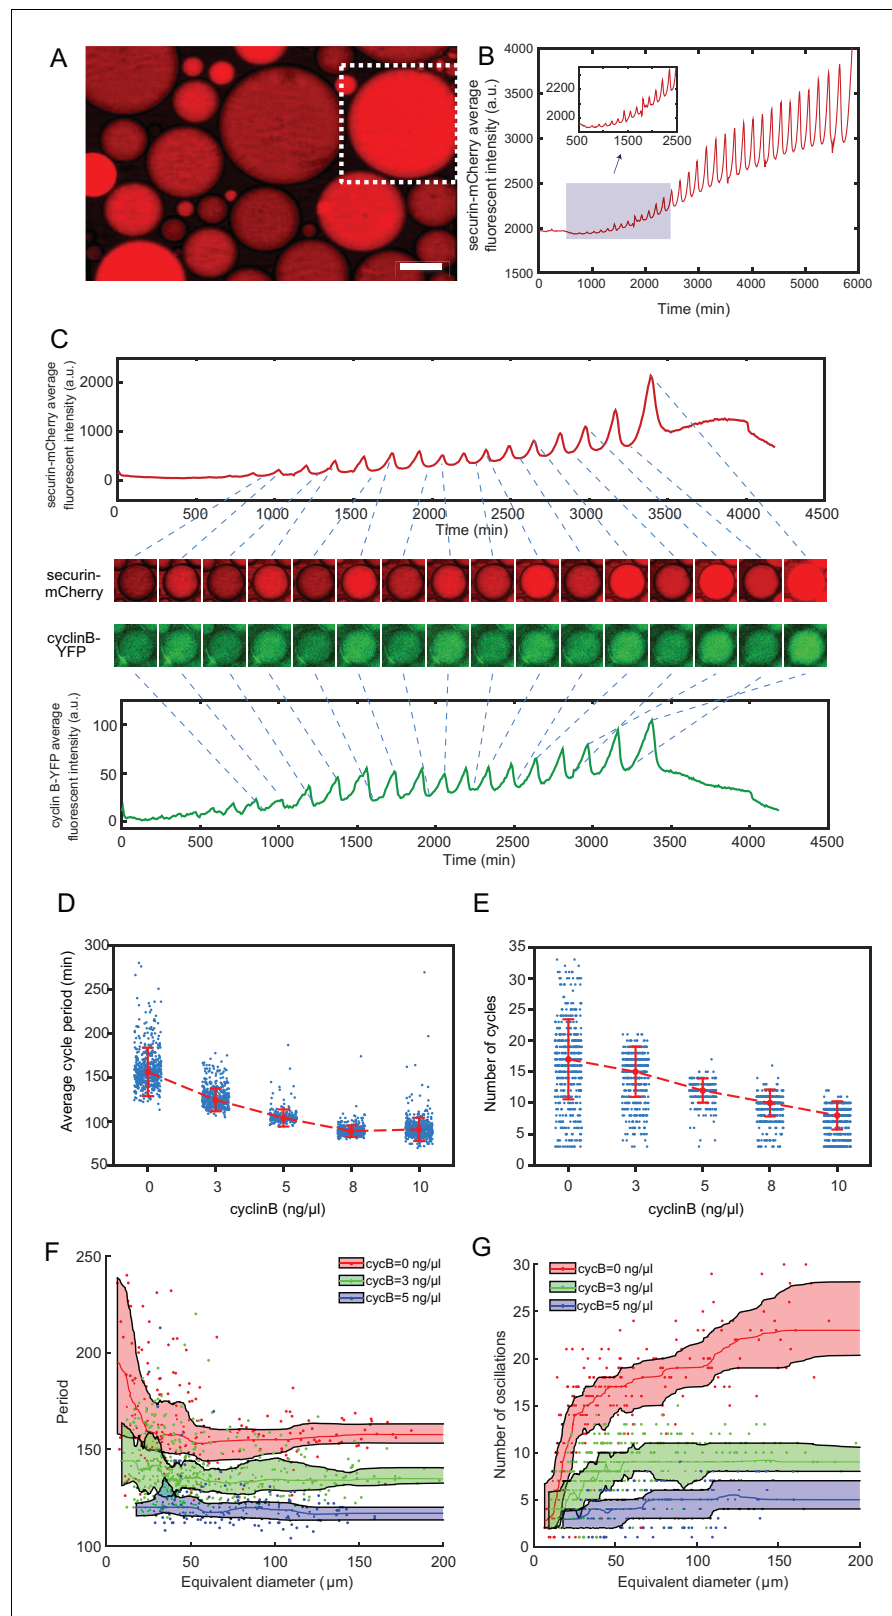 A
B
securin-mCherry average
fluorescent intensity (a.u.)
4000
3500
3000
2500
2000
1500
2200
2000
500 1500 2500
0 1000 2000 3000 4000 5000 6000
Time (min)
C
securin-mCherry average
fluorescent intensity (a.u.)
2000
1000
0
0 500 1000 1500 2000 2500 3000 3500 4000 4500
Time (min)
securin-
mCherry
cyclinB-
YFP
cyclin B-YFP average
fluorescent intensity (a.u.)
100
50
0
0 500 1000 1500 2000 2500 3000 3500 4000 4500
Time (min)
D
Average cycle period (min)
300
250
200
150
100
50
0 3 5 8 10
cyclinB (ng/µl)
E
Number of cycles
35
30
25
20
15
10
5
0
0 3 5 8 10
cyclinB (ng/µl)
F
Period
250
200
150
100
cycB=0 ng/µl
cycB=3 ng/µl
cycB=5 ng/µl
0 50 100 150 200
Equivalent diameter (µm)
G
Number of oscillations
30
25
20
15
10
5
0
cycB=0 ng/µl
cycB=3 ng/µl
cycB=5 ng/µl
0 50 100 150 200
Equivalent diameter (µm)